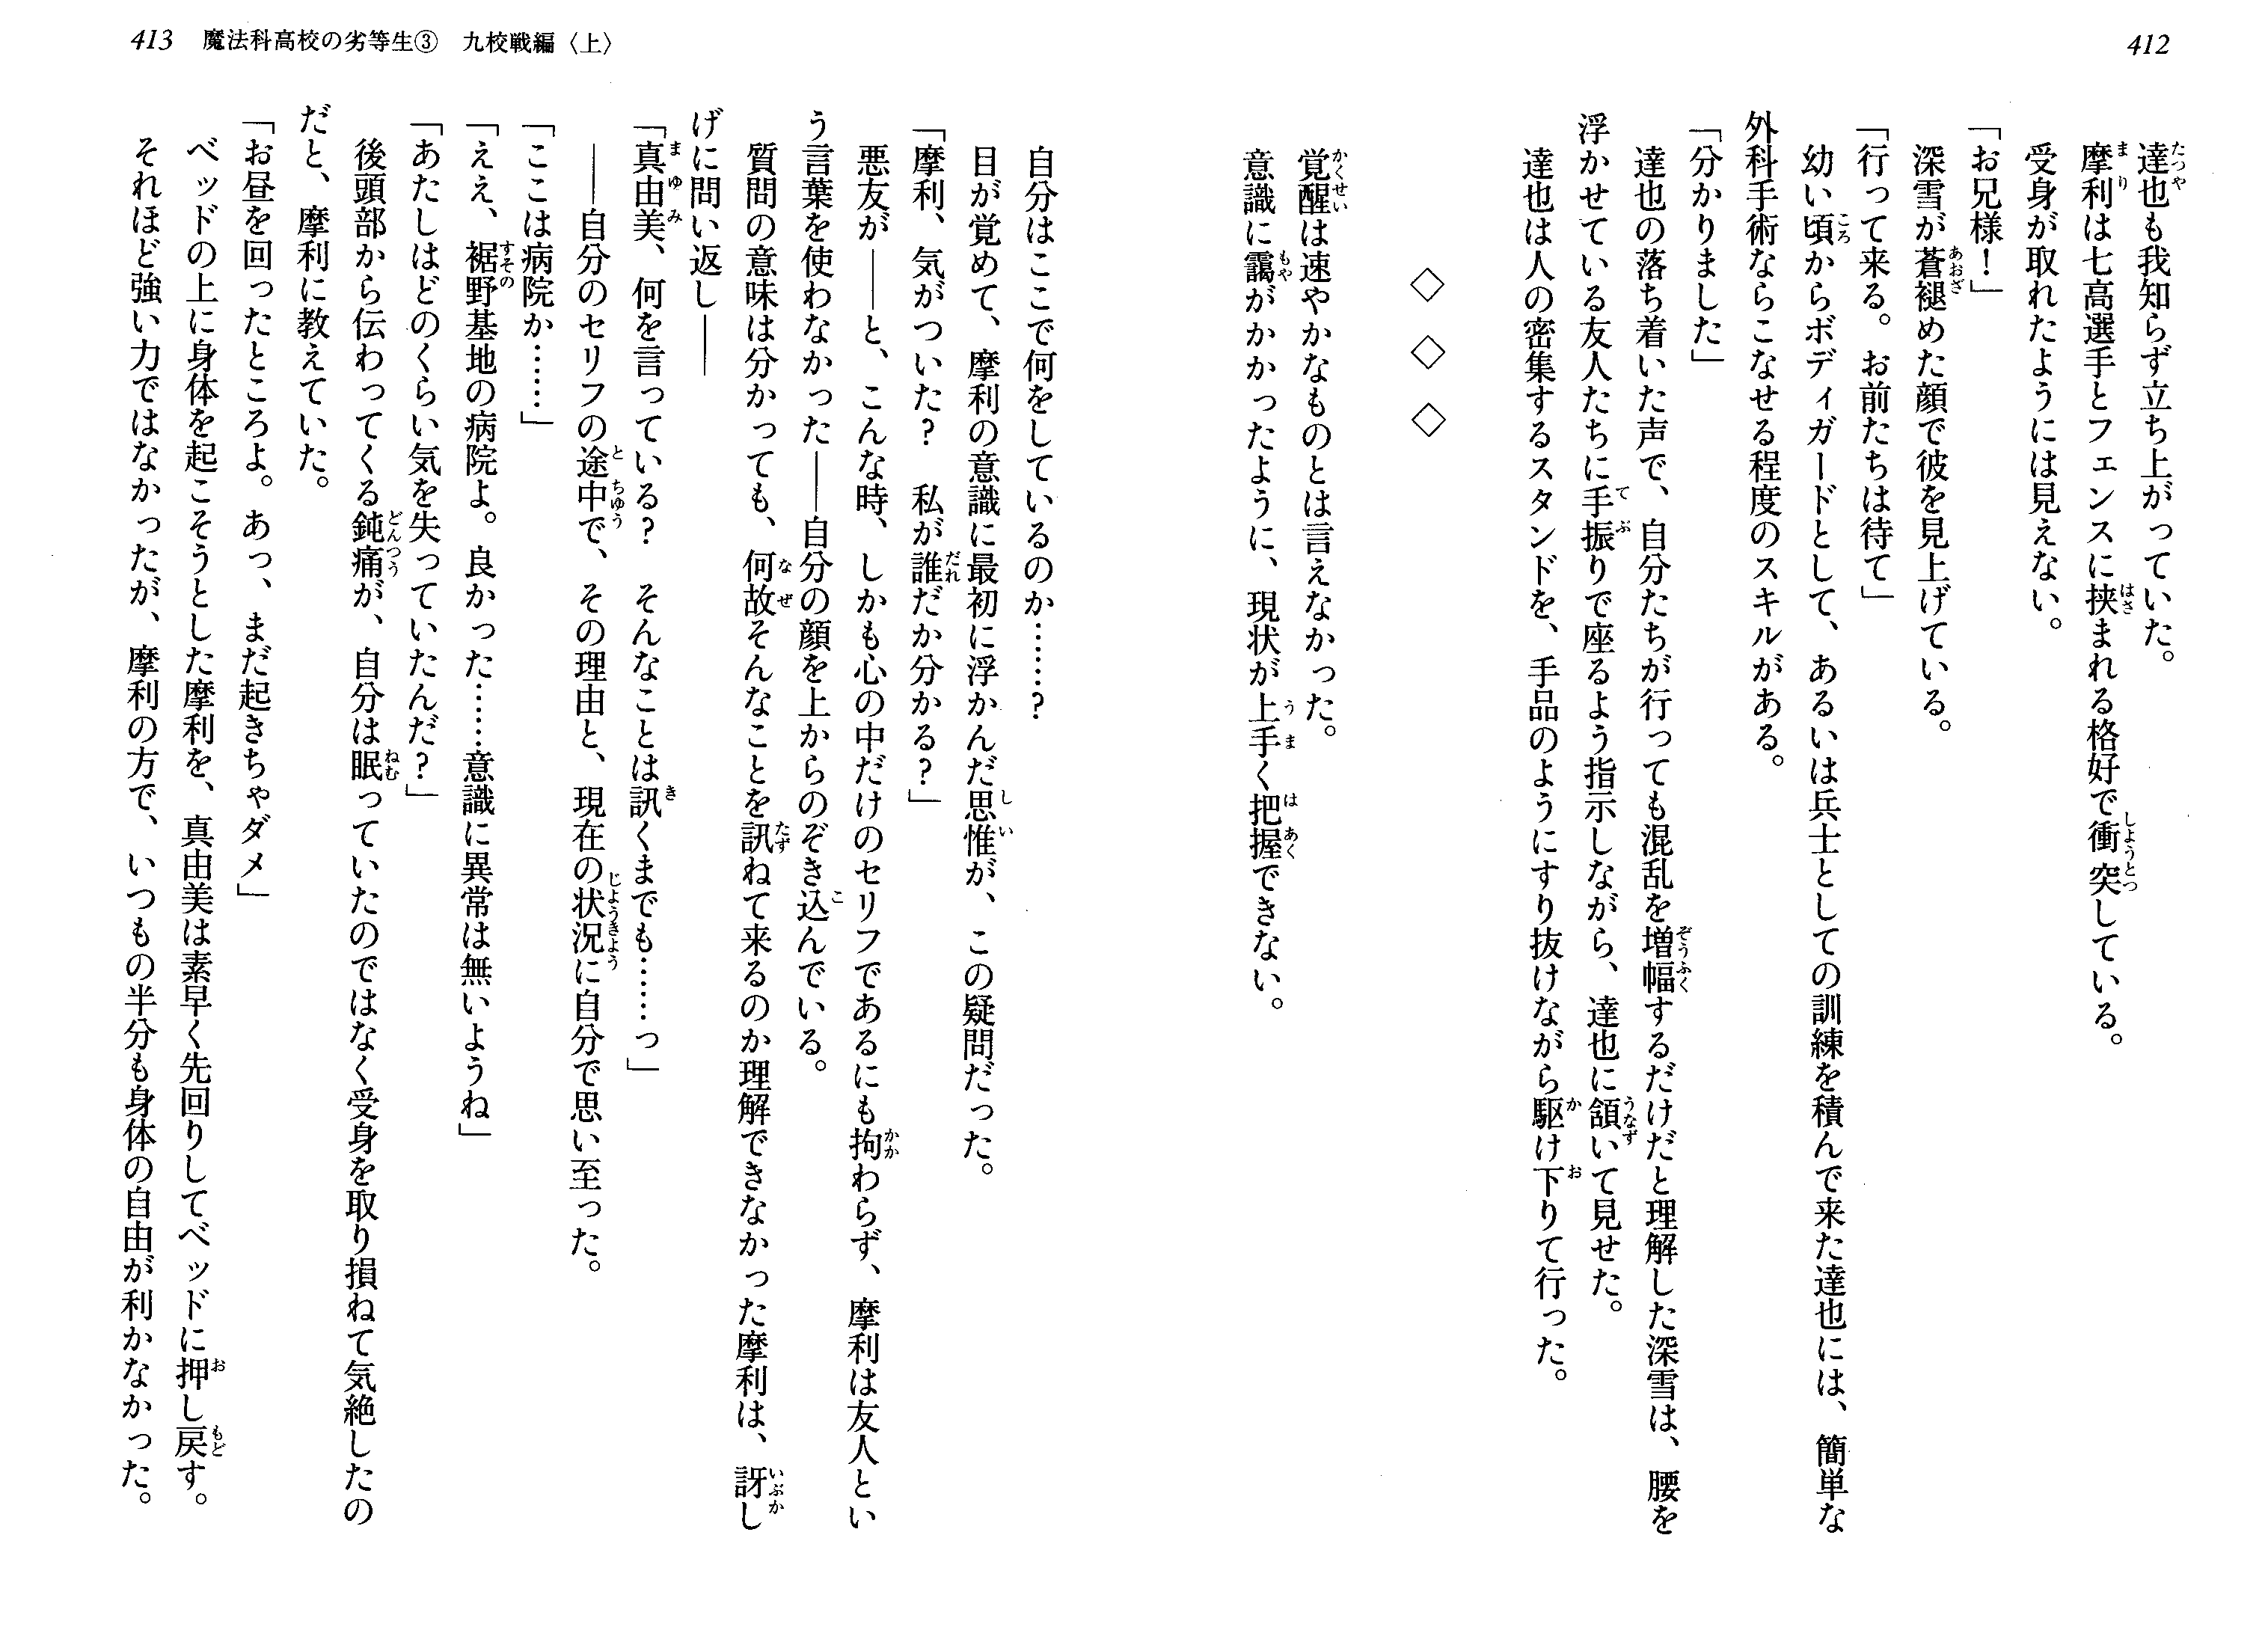 412
達也も我知らず立ち上がっていた。
摩利は七高選手とフェンスに挟まれる格好で衝突している。
受身が取れたようには見えない。
「お兄様！」
深雪が蒼褪めた顔で彼を見上げている。
「行って来る。お前たちは待て」
幼い頃からボディガードとして、あるいは兵士としての訓練を積んで来た達也には、簡単な
外科手術ならこなせる程度のスキルがある。
「分かりました」
達也の落ち着いた声で、自分たちが行っても混乱を増幅するだけだと理解した深雪は、腰を
浮かせている友人たちに手振りで座るよう指示しながら、達也に頷いて見せた。
達也は人の密集するスタンドを、手品のようにすり抜けながら駆け下りて行った。
◇ ◇ ◇
覚醒は速やかなものとは言えなかった。
意識に靄がかかったように、現状が上手く把握できない。
413 魔法科高校の劣等生③ 九校戦編〈上〉
自分はここで何をしているのか……？
目が覚めて、摩利の意識に最初に浮かんだ思惟が、この疑問だった。
「摩利、気がついた？ 私が誰だか分かる？」
悪友が――と、こんな時、しかも心の中だけのセリフであるにも拘わらず、摩利は友人とい
う言葉を使わなかった――自分の顔を上からのぞき込んでいる。
質問の意味は分かっても、何故そんなことを訊ねて来るのか理解できなかった摩利は、訝し
げに問い返し――
「真由美、何を言っている？ そんなことは訊くまでも……っ」
――自分のセリフの途中で、その理由と、現在の状況に自分で思い至った。
「ここは病院か……」
「ええ、裾野基地の病院よ。良かった……意識に異常は無いようね」
「あたしはどのくらい気を失っていたんだ？」
後頭部から伝わってくる鈍痛が、自分は眠っていたのではなく受身を取り損ねて気絶したの
だと、摩利に教えていた。
「お昼を回ったところよ。あっ、まだ起きちゃダメ」
ベッドの上に身体を起こそうとした摩利を、真由美は素早く先回りしてベッドに押し戻す。
それほど強い力ではなかったが、摩利の方で、いつもの半分も身体の自由が利かなかった。